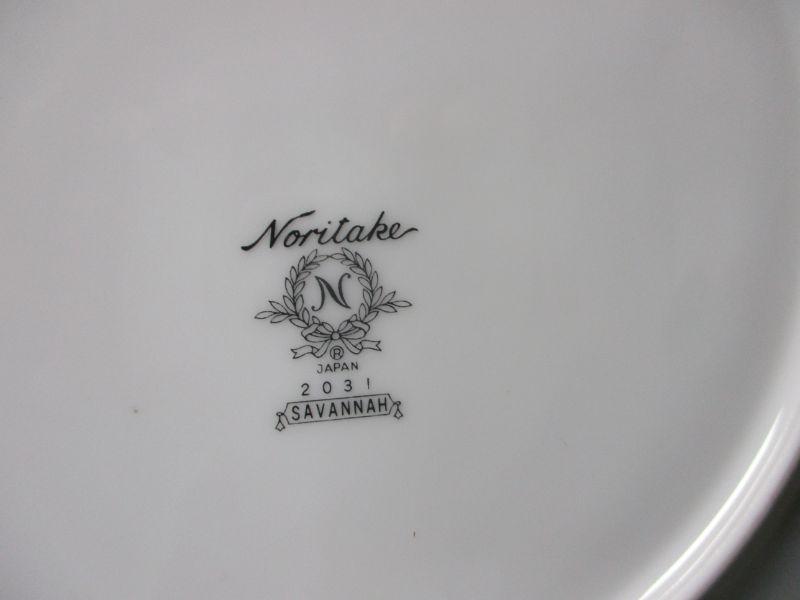 Noritake
N
®
JAPAN
2031
SAVANNAH